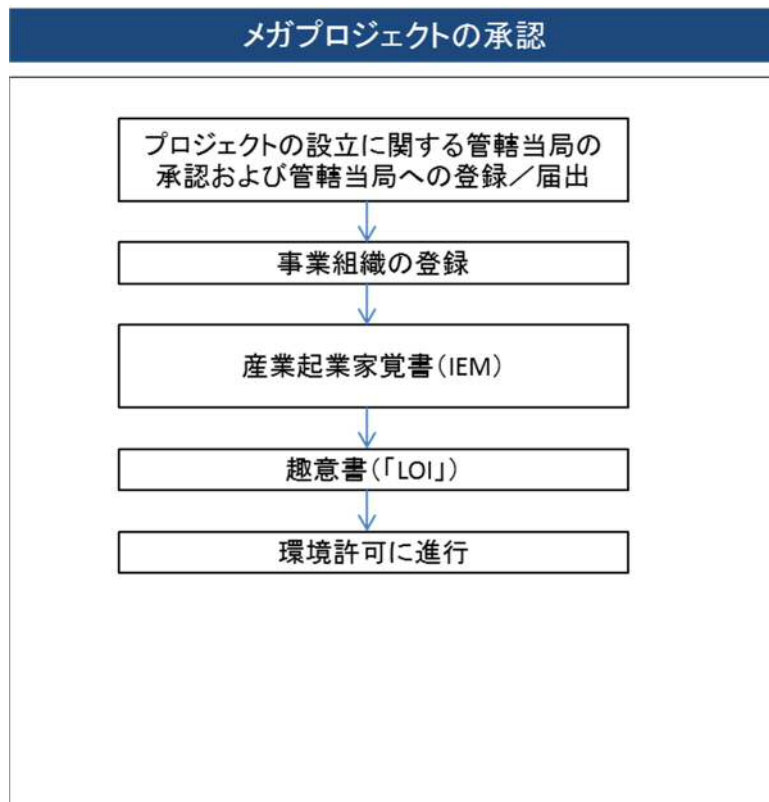 メガプロジェクトの承認
プロジェクトの設立に関する管轄当局の
承認および管轄当局への登録／届出
事業組織の登録
産業起業家覚書（IEM）
趣意書（「LOI」）
環境許可に進行